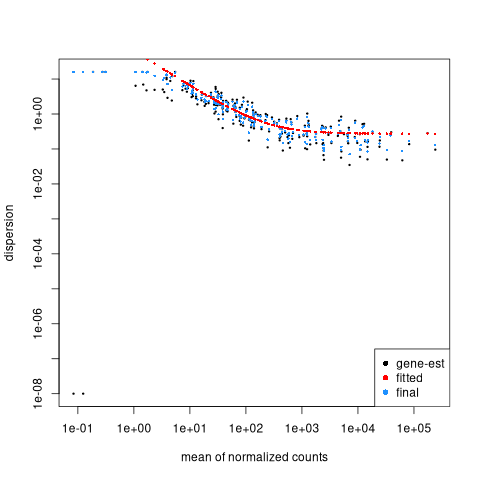 dispersion
1e+00
1e-02
1e-04
1e-06
1e-08
gene-est
fitted
final
1e-01 1e+00 1e+01 1e+02 1e+03 1e+04 1e+05
mean of normalized counts